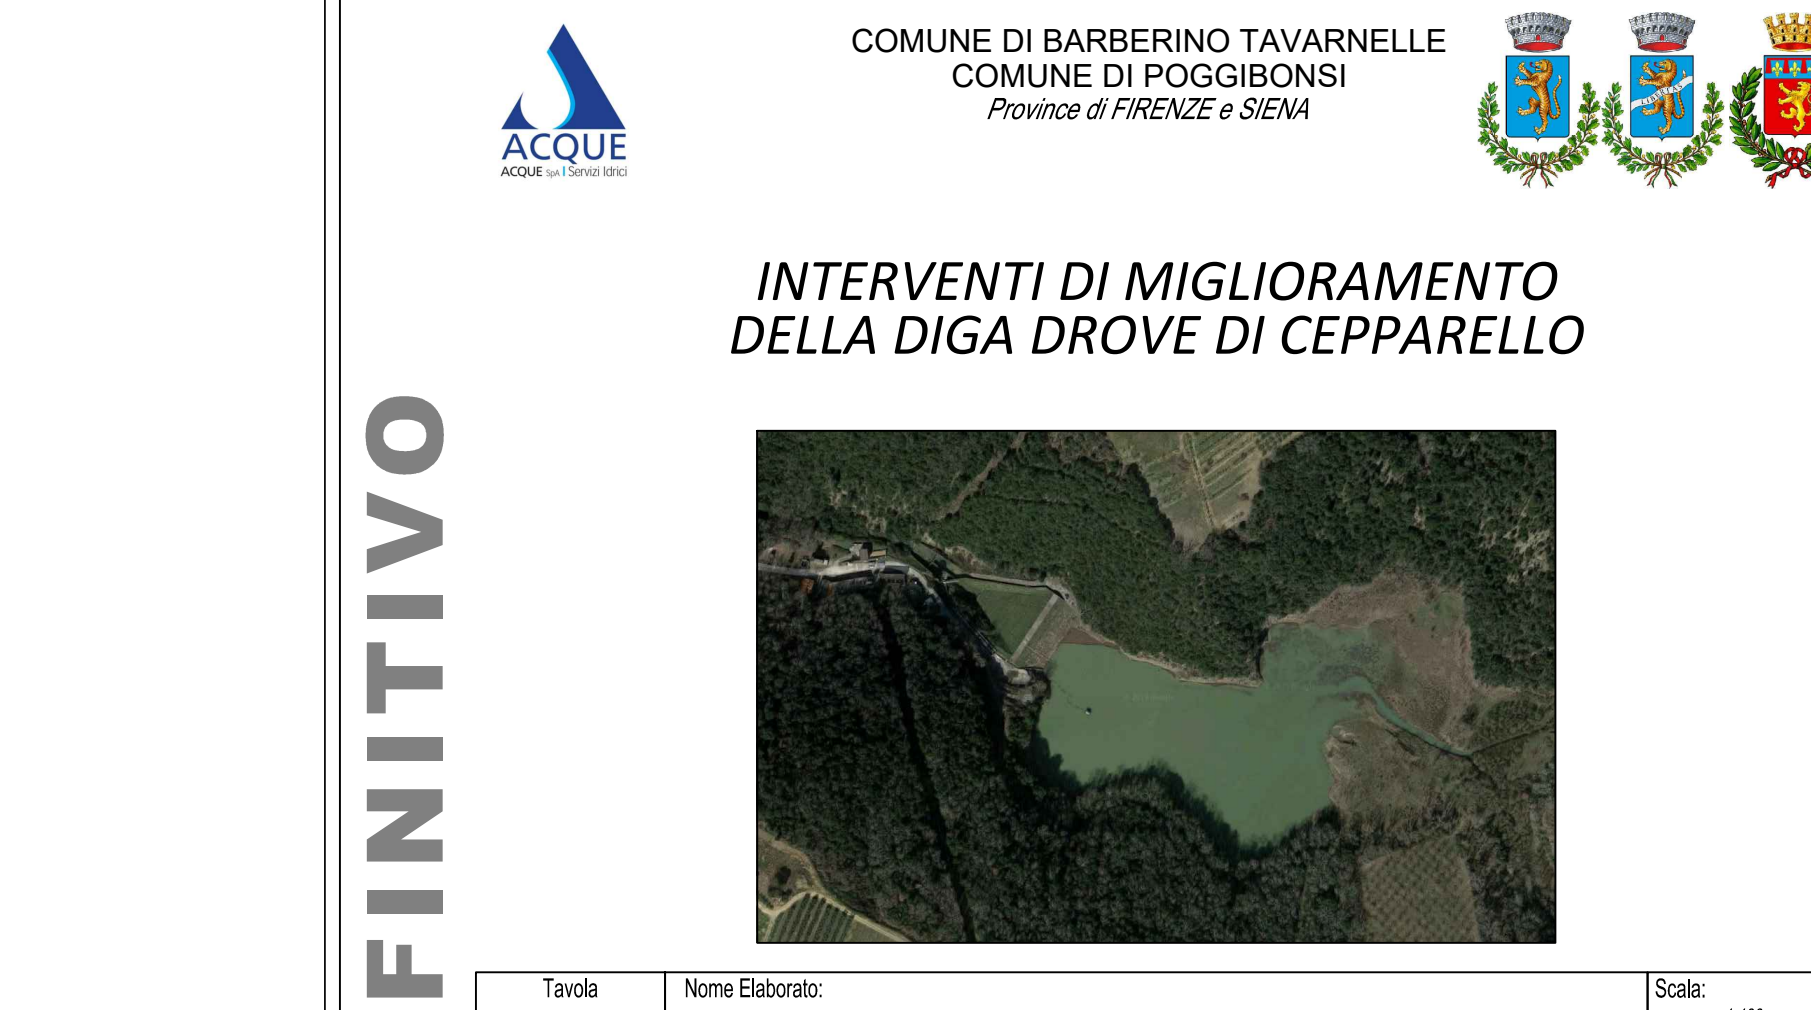 COMUNE DI BARBERINO TAVARNELLE
COMUNE DI POGGIBONSI
Province di FIRENZE e SIENA
ACQUE
ACQUE SpA | Servizi Idrici
LIBERTAS
INTERVENTI DI MIGLIORAMENTO
DELLA DIGA DROVE DI CEPPARELLO
FINITIVO
Tavola
Nome Elaborato:
Scala: